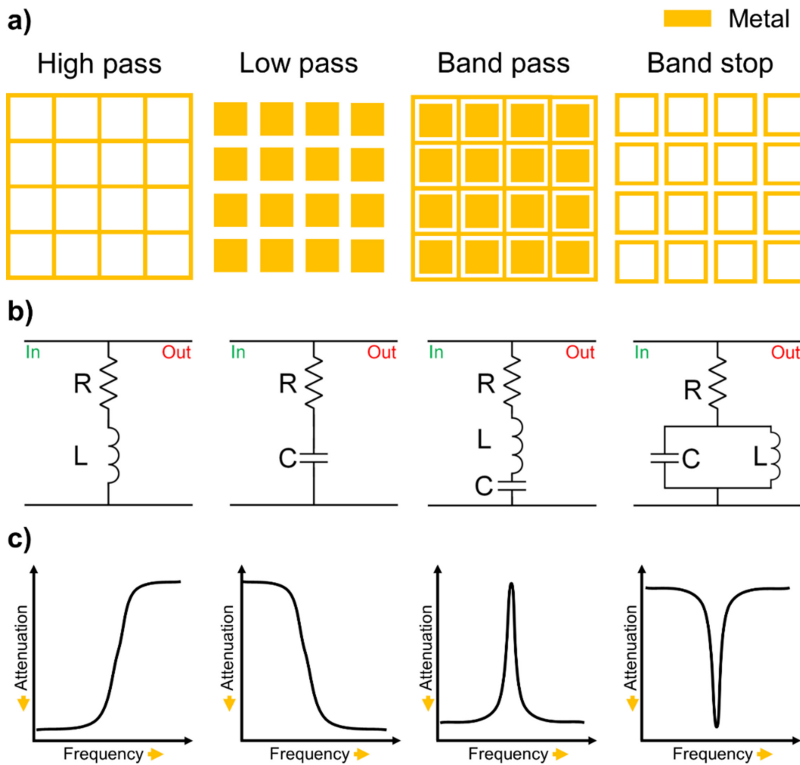 a)
Metal
High pass Low pass Band pass Band stop
b)
In Out In Out In Out In Out
R R R R
L C L C C L
c)
Attenuation Attenuation Attenuation Attenuation
Frequency Frequency Frequency Frequency